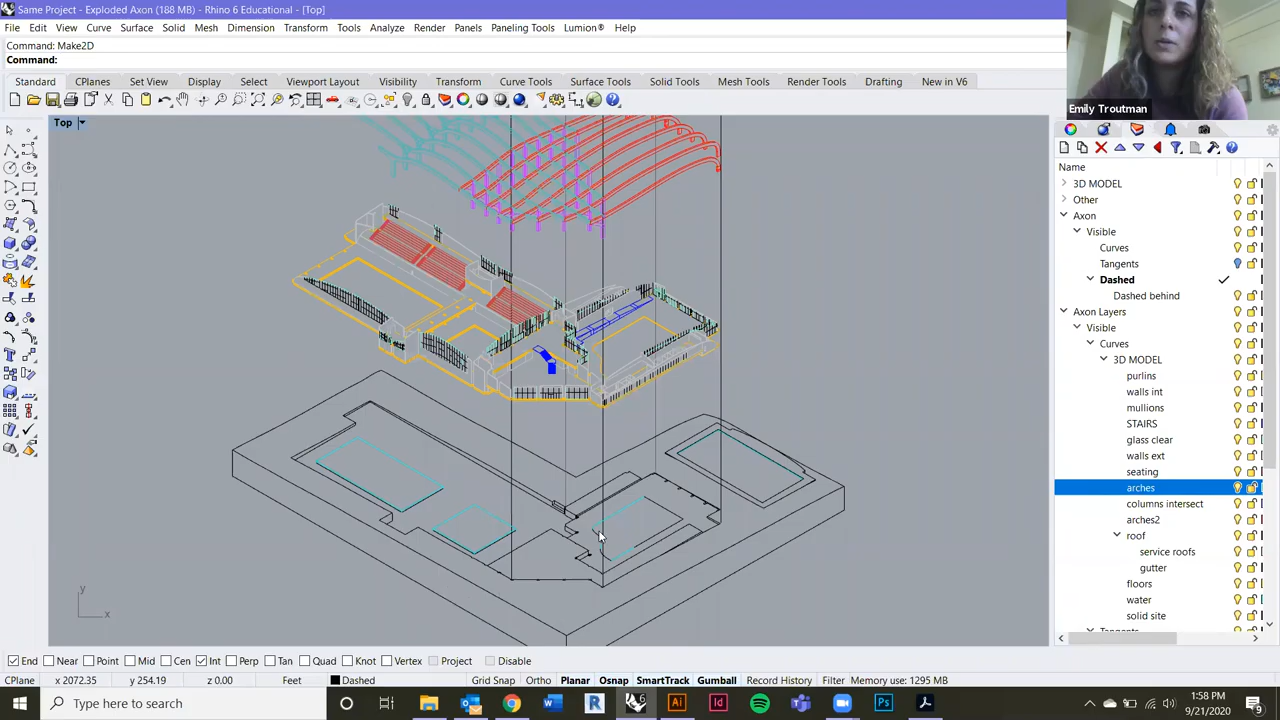 Same Project - Exploded Axon (188 MB) - Rhino 6 Educational - [Top]
File Edit View Curve Surface Solid Mesh Dimension Transform Tools Analyze Render Panels Paneling Tools Lumion® Help
Command: Make2D
Command:
Standard CPlanes Set View Display Select Viewport Layout Visibility Transform Curve Tools Surface Tools Solid Tools Mesh Tools Render Tools Drafting New in V6
Top
Emily Troutman
Name
3D MODEL
Other
Axon
Visible
Curves
Tangents
Dashed
Dashed behind
Axon Layers
Visible
Curves
3D MODEL
purlins
walls int
mullions
STAIRS
glass clear
walls ext
seating
arches
columns intersect
arches2
roof
service roofs
gutter
floors
water
solid site
y
x
End Near Point Mid Cen Int Perp Tan Quad Knot Vertex Project Disable
CPlane x 2072.35 y 254.19 z 0.00 Feet Dashed Grid Snap Ortho Planar Osnap SmartTrack Gumball Record History Filter Memory use: 1295 MB
Type here to search
1:58 PM
9/21/2020